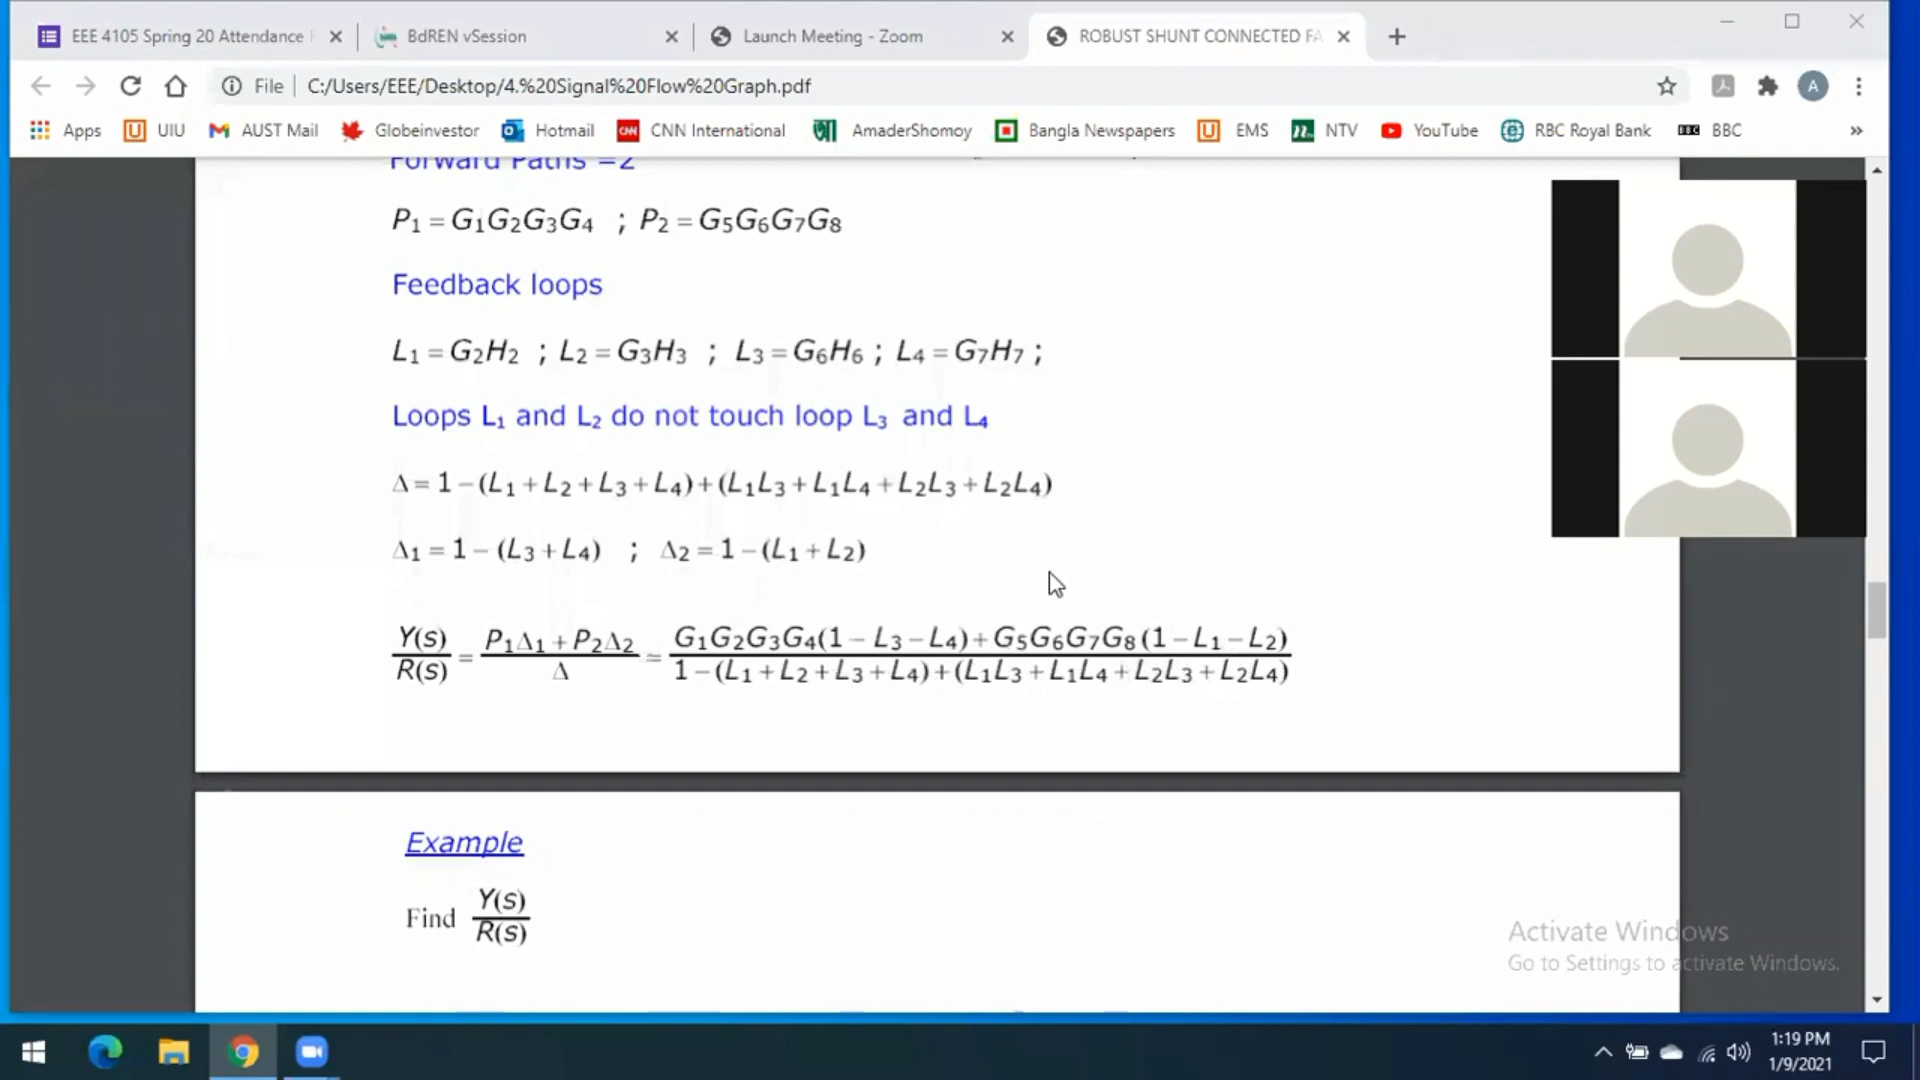 EEE 4105 Spring 20 Attendance F
BdREN vSession
Launch Meeting - Zoom
ROBUST SHUNT CONNECTED FA
File | C:/Users/EEE/Desktop/4.%20Signal%20Flow%20Graph.pdf
A
Apps UIU AUST Mail Globeinvestor Hotmail CNN International AmaderShomoy Bangla Newspapers EMS NTV YouTube RBC Royal Bank BBC »
Forward Paths =2
P₁ = G₁G₂G₃G₄ ; P₂ = G₅G₆G₇G₈
Feedback loops
L₁ = G₂H₂ ; L₂ = G₃H₃ ; L₃ = G₆H₆ ; L₄ = G₇H₇ ;
Loops L₁ and L₂ do not touch loop L₃ and L₄
Δ = 1 – (L₁ + L₂ + L₃ + L₄) + (L₁L₃ + L₁L₄ + L₂L₃ + L₂L₄)
Δ₁ = 1 – (L₃ + L₄) ; Δ₂ = 1 – (L₁ + L₂)
Y(s)/R(s) = (P₁Δ₁ + P₂Δ₂)/Δ = (G₁G₂G₃G₄(1 – L₃ – L₄) + G₅G₆G₇G₈(1 – L₁ – L₂))/(1 – (L₁ + L₂ + L₃ + L₄) + (L₁L₃ + L₁L₄ + L₂L₃ + L₂L₄))
Example
Find Y(s)/R(s)
Activate Windows
Go to Settings to activate Windows.
1:19 PM
1/9/2021